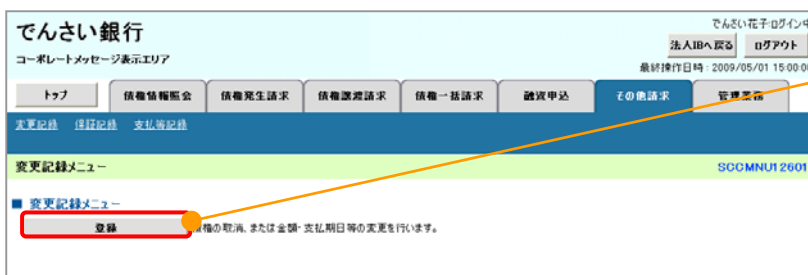 でんさい銀行
コーポレートメッセージ表示エリア
でんさい花子:ログイン中
法人IBへ戻る ログアウト
最終操作日時：2009/05/01 15:00:0
トップ 債権情報照会 債権発生請求 債権譲渡請求 債権一括請求 融資申込 その他請求 管理業務
変更記録 保証記録 支払等記録
変更記録メニュー
SCCMNU12601
■ 変更記録メニュー
登録
権の取消、または金額・支払期日等の変更を行います。